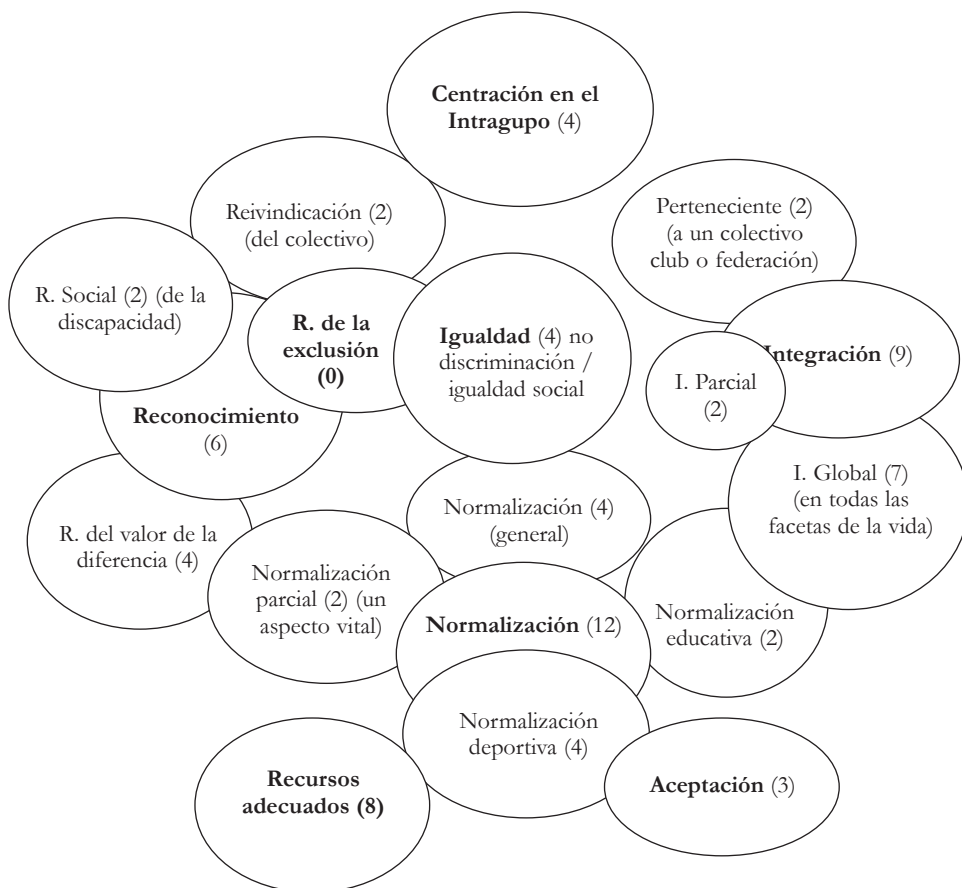 Centración en el
Intragupo (4)
Reivindicación (2)
(del colectivo)
Perteneciente (2)
(a un colectivo
club o federación)
R. Social (2) (de la
discapacidad)
R. de la
exclusión
(0)
Igualdad (4) no
discriminación /
igualdad social
Integración (9)
I. Parcial
(2)
Reconocimiento
(6)
I. Global (7)
(en todas las
facetas de la vida)
Normalización (4)
(general)
R. del valor de la
diferencia (4)
Normalización
parcial (2) (un
aspecto vital)
Normalización (12)
Normalización
educativa (2)
Normalización
deportiva (4)
Recursos
adecuados (8)
Aceptación (3)